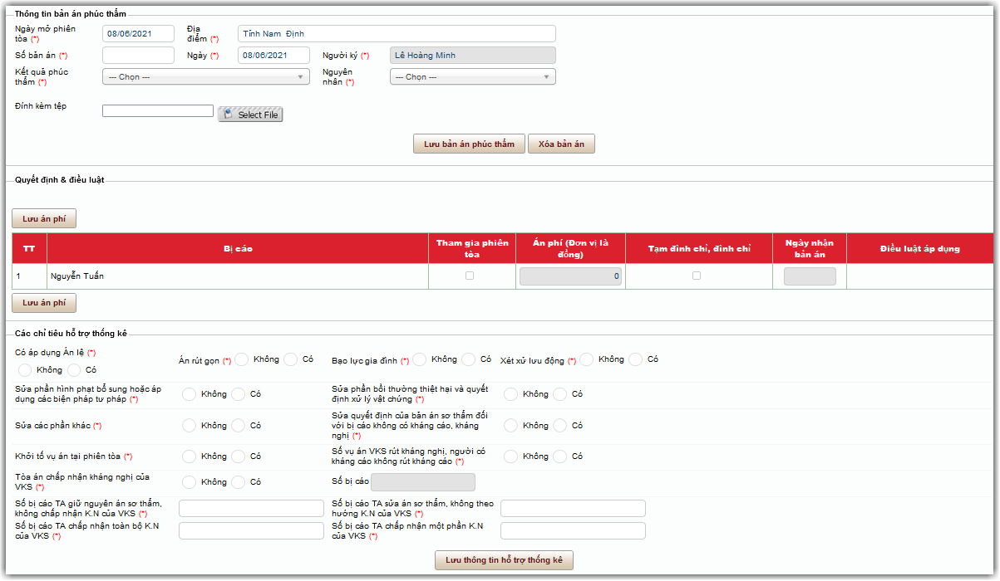 Thông tin bản án phúc thẩm
Ngày mở phiên tòa (*) 08/06/2021 Địa điểm (*) Tỉnh Nam Định
Số bản án (*) Ngày (*) 08/06/2021 Người ký (*) Lê Hoàng Minh
Kết quả phúc thẩm (*) --- Chọn --- Nguyên nhân (*) --- Chọn ---
Đính kèm tệp Select File
Lưu bản án phúc thẩm Xóa bản án
Quyết định & điều luật
Lưu án phí
TT Bị cáo Tham gia phiên tòa Án phí (Đơn vị là đồng) Tạm đình chỉ, đình chỉ Ngày nhận bản án Điều luật áp dụng
1 Nguyễn Tuấn 0
Lưu án phí
Các chỉ tiêu hỗ trợ thống kê
Có áp dụng Án lệ (*) Không Có Án rút gọn (*) Không Có Bạo lực gia đình (*) Không Có Xét xử lưu động (*) Không Có
Sửa phần hình phạt bổ sung hoặc áp dụng các biện pháp tư pháp (*) Không Có Sửa phần bồi thường thiệt hại và quyết định xử lý vật chứng (*) Không Có
Sửa các phần khác (*) Không Có Sửa quyết định của bản án sơ thẩm đối với bị cáo không có kháng cáo, kháng nghị (*) Không Có
Khởi tố vụ án tại phiên tòa (*) Không Có Số vụ án VKS rút kháng nghị, người có kháng cáo không rút kháng cáo (*) Không Có
Tòa án chấp nhận kháng nghị của VKS (*) Không Có Số bị cáo
Số bị cáo TA giữ nguyên án sơ thẩm, không chấp nhận K.N của VKS (*) Số bị cáo TA sửa án sơ thẩm, không theo hướng K.N của VKS (*)
Số bị cáo TA chấp nhận toàn bộ K.N của VKS (*) Số bị cáo TA chấp nhận một phần K.N của VKS (*)
Lưu thông tin hỗ trợ thống kê